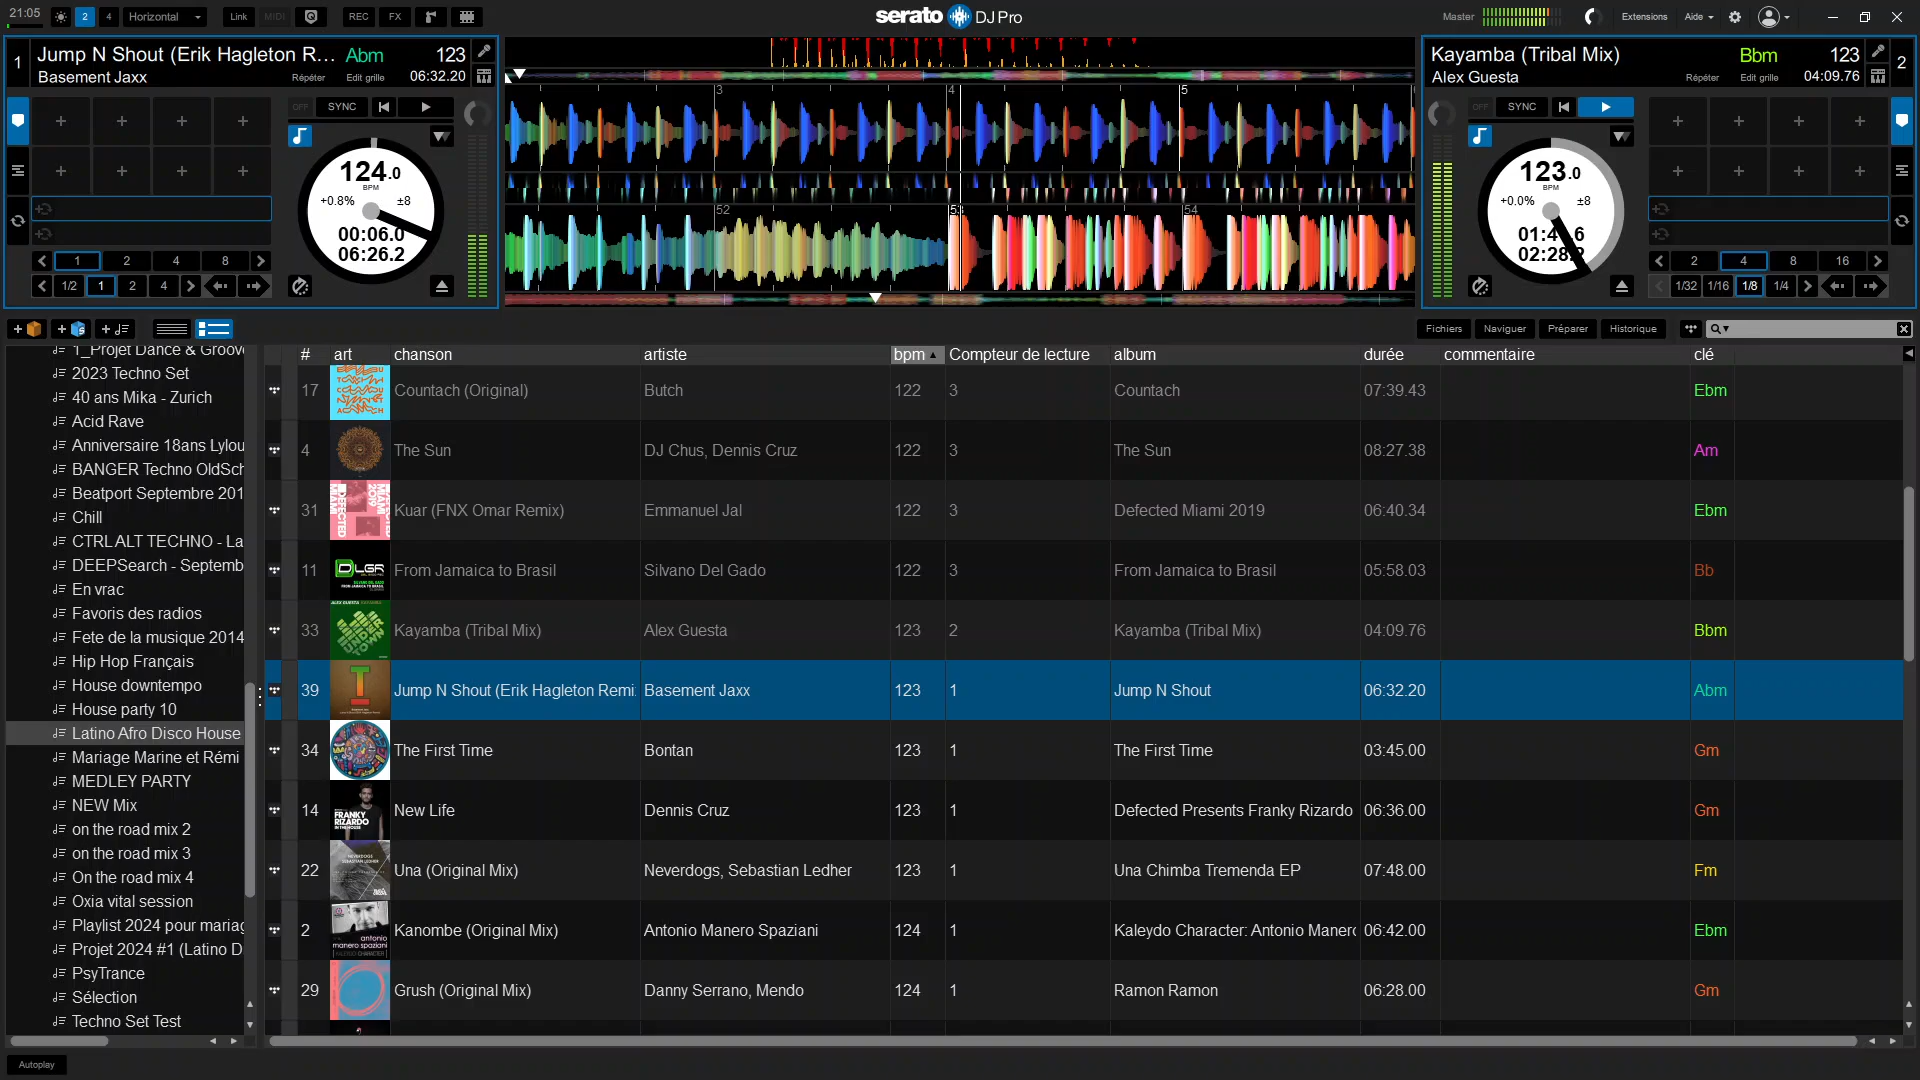 21:05 2 4 Horizontal Link MIDI REC FX serato DJ Pro Master Extensions Aide
1 Jump N Shout (Erik Hagleton R... Abm 123
Basement Jaxx Répéter Edit grille 06:32.20
OFF SYNC
124.0
BPM
+0.8% ±8
00:06.0
06:26.2
1 2 4 8
1/2 1 2 4
3 4 5
52 53 54
Kayamba (Tribal Mix) Bbm 123 2
Alex Guesta Répéter Edit grille 04:09.76
OFF SYNC
123.0
BPM
+0.0% ±8
2 4 8 16
1/32 1/16 1/8 1/4
Fichiers Naviguer Préparer Historique
1_Projet Dance & Groove
2023 Techno Set
40 ans Mika - Zurich
Acid Rave
Anniversaire 18ans Lylou
BANGER Techno OldSch
Beatport Septembre 201
Chill
CTRL ALT TECHNO - La
DEEPSearch - Septemb
En vrac
Favoris des radios
Fete de la musique 2014
Hip Hop Français
House downtempo
House party 10
Latino Afro Disco House
Mariage Marine et Rémi
MEDLEY PARTY
NEW Mix
on the road mix 2
on the road mix 3
On the road mix 4
Oxia vital session
Playlist 2024 pour mariag
Projet 2024 #1 (Latino D
PsyTrance
Sélection
Techno Set Test
# art chanson artiste bpm Compteur de lecture album durée commentaire clé
17 Countach (Original) Butch 122 3 Countach 07:39.43 Ebm
4 The Sun DJ Chus, Dennis Cruz 122 3 The Sun 08:27.38 Am
31 Kuar (FNX Omar Remix) Emmanuel Jal 122 3 Defected Miami 2019 06:40.34 Ebm
11 From Jamaica to Brasil Silvano Del Gado 122 3 From Jamaica to Brasil 05:58.03 Bb
33 Kayamba (Tribal Mix) Alex Guesta 123 2 Kayamba (Tribal Mix) 04:09.76 Bbm
39 Jump N Shout (Erik Hagleton Remi Basement Jaxx 123 1 Jump N Shout 06:32.20 Abm
34 The First Time Bontan 123 1 The First Time 03:45.00 Gm
14 FRANKY RIZARDO New Life Dennis Cruz 123 1 Defected Presents Franky Rizardo 06:36.00 Gm
22 Una (Original Mix) Neverdogs, Sebastian Ledher 123 1 Una Chimba Tremenda EP 07:48.00 Fm
2 antonio manero spaziani Kanombe (Original Mix) Antonio Manero Spaziani 124 1 Kaleydo Character: Antonio Manero 06:42.00 Ebm
29 Grush (Original Mix) Danny Serrano, Mendo 124 1 Ramon Ramon 06:28.00 Gm
Autoplay